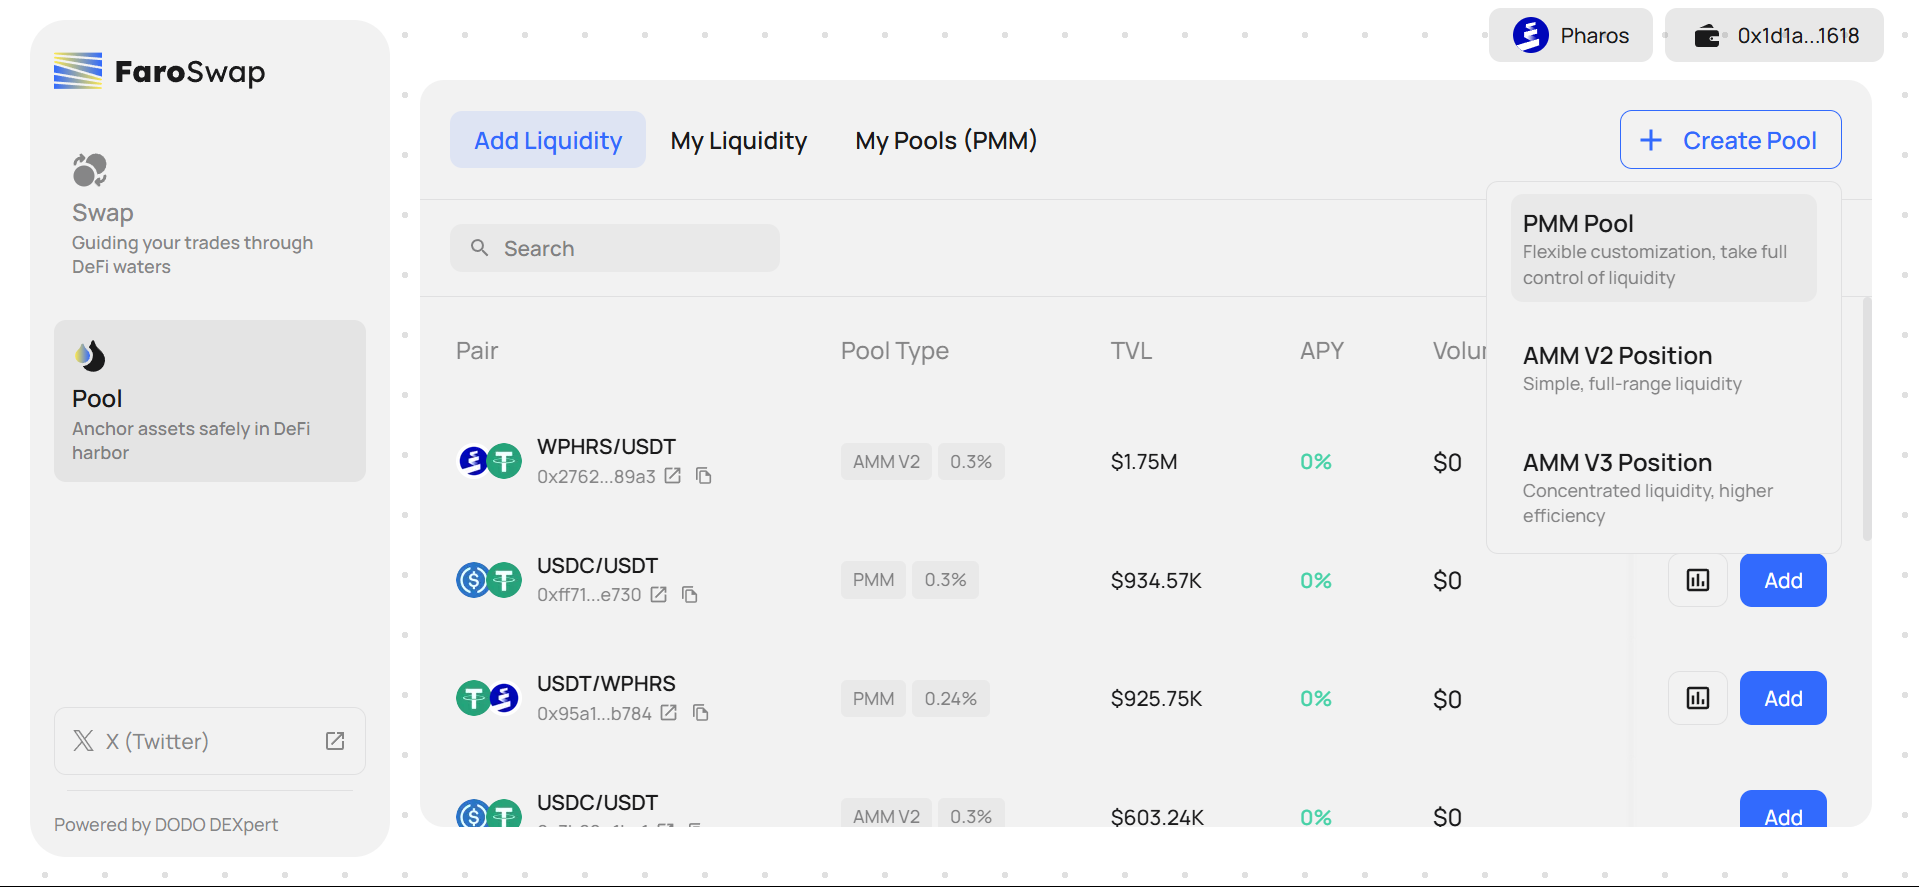 FaroSwap
Swap
Guiding your trades through
DeFi waters
Pool
Anchor assets safely in DeFi
harbor
X (Twitter)
Powered by DODO DEXpert
Pharos
0x1d1a...1618
Add Liquidity
My Liquidity
My Pools (PMM)
Create Pool
Search
PMM Pool
Flexible customization, take full
control of liquidity
AMM V2 Position
Simple, full-range liquidity
AMM V3 Position
Concentrated liquidity, higher
efficiency
Pair Pool Type TVL APY
WPHRS/USDT
0x2762...89a3
AMM V2 0.3% $1.75M 0% $0
USDC/USDT
0xff71...e730
PMM 0.3% $934.57K 0% $0 Add
USDT/WPHRS
0x95a1...b784
PMM 0.24% $925.75K 0% $0 Add
USDC/USDT
AMM V2 0.3% $603.24K 0% $0 Add